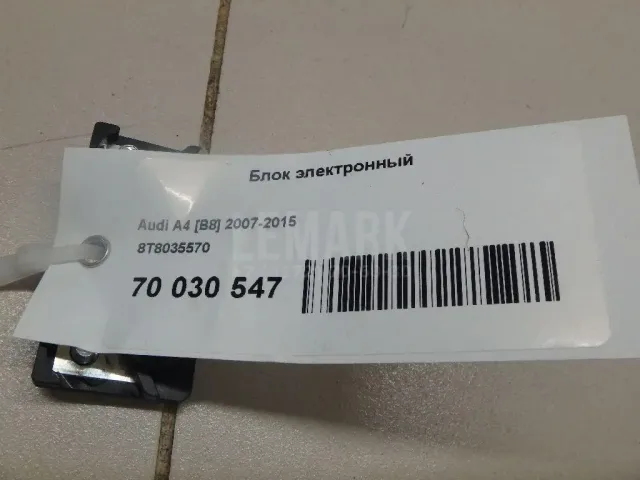 Блок электронный
Audi A4 [B8] 2007-2015
8T8035570
LEMARK
70 030 547